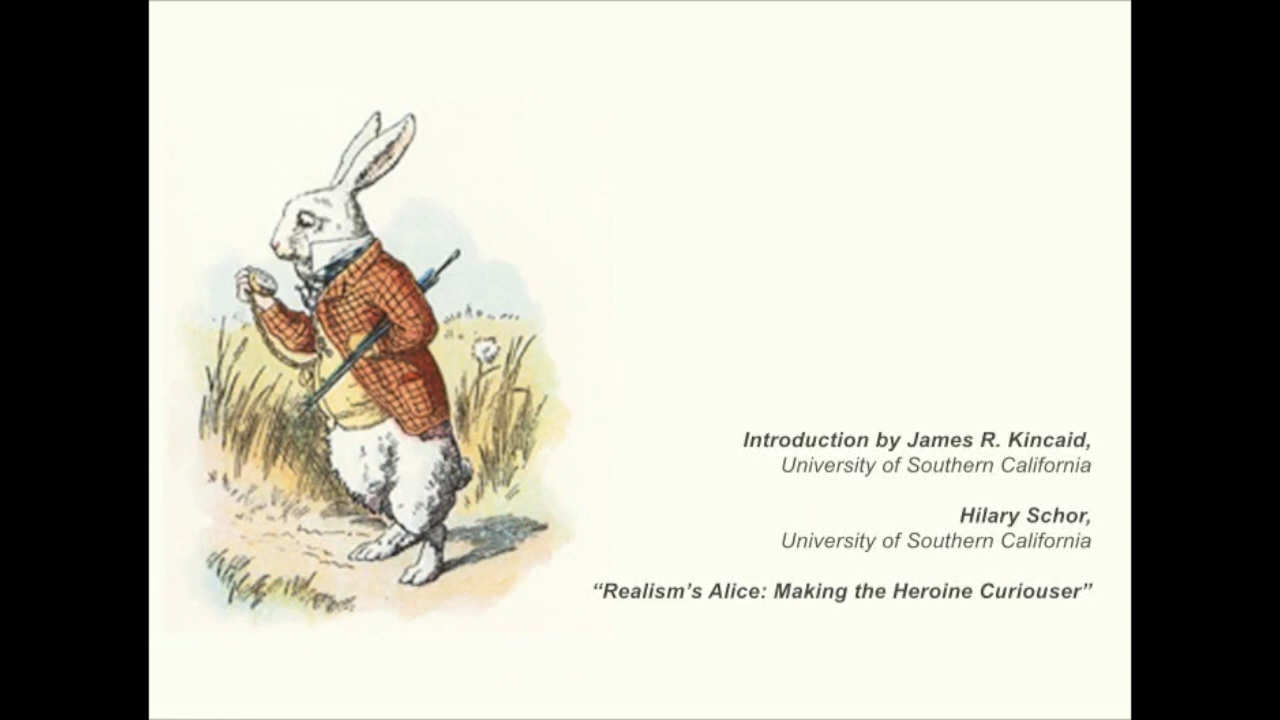 Introduction by James R. Kincaid,
University of Southern California
Hilary Schor,
University of Southern California
“Realism’s Alice: Making the Heroine Curiouser”